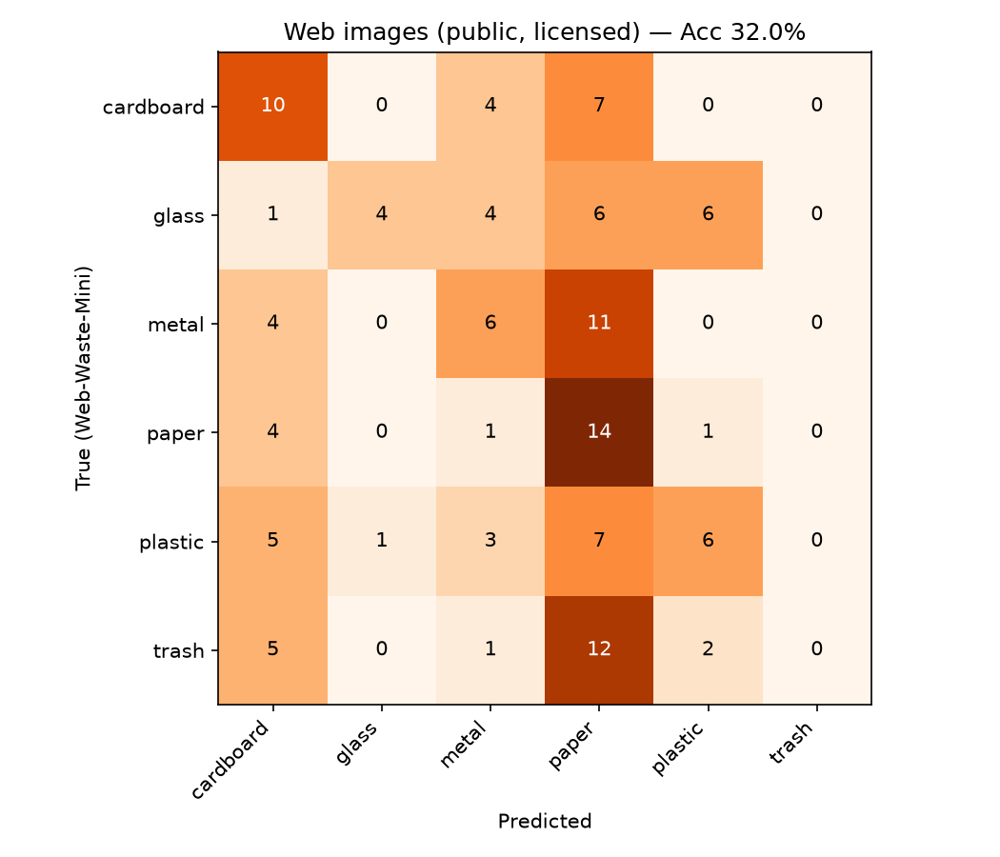 Web images (public, licensed) — Acc 32.0%
True (Web-Waste-Mini)
cardboard 10 0 4 7 0 0
glass 1 4 4 6 6 0
metal 4 0 6 11 0 0
paper 4 0 1 14 1 0
plastic 5 1 3 7 6 0
trash 5 0 1 12 2 0
cardboard glass metal paper plastic trash
Predicted